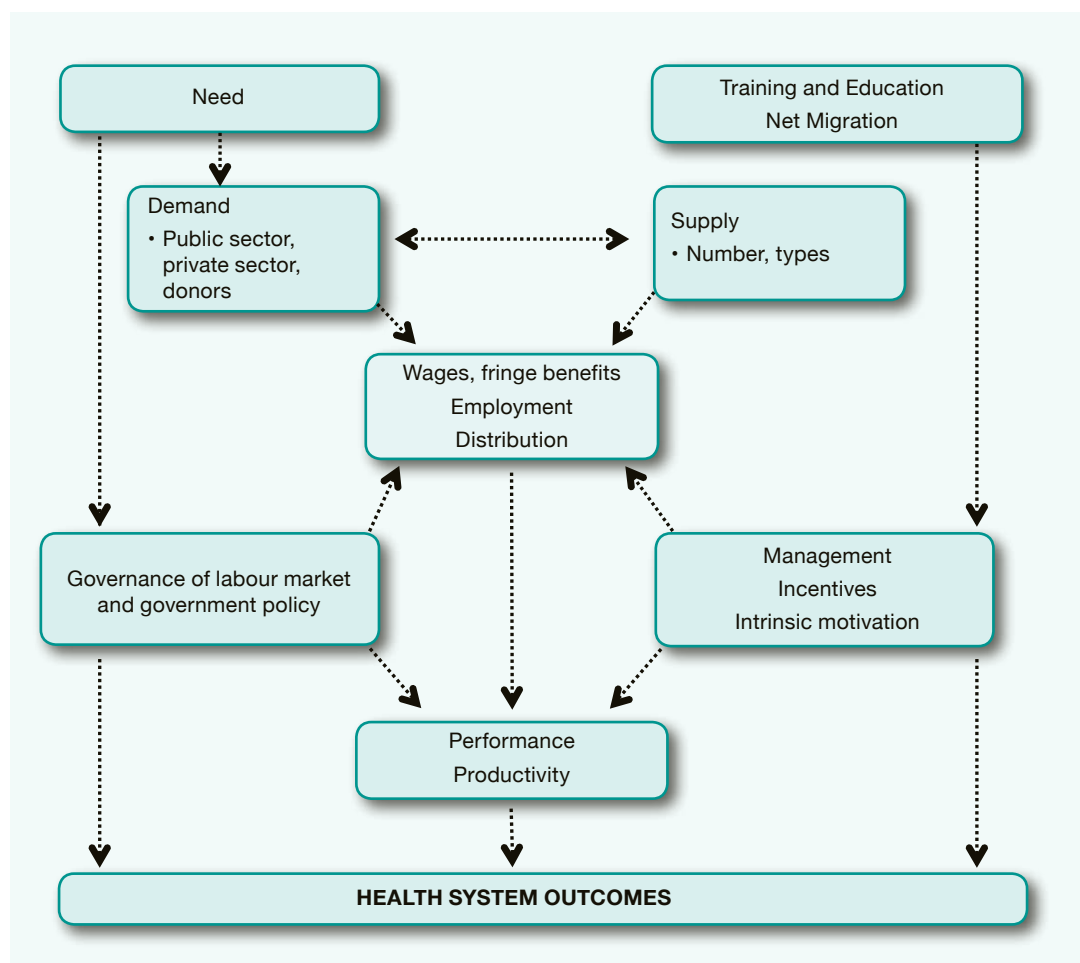 Need
Training and Education
Net Migration
Demand
• Public sector,
private sector,
donors
Supply
• Number, types
Wages, fringe benefits
Employment
Distribution
Governance of labour market
and government policy
Management
Incentives
Intrinsic motivation
Performance
Productivity
HEALTH SYSTEM OUTCOMES